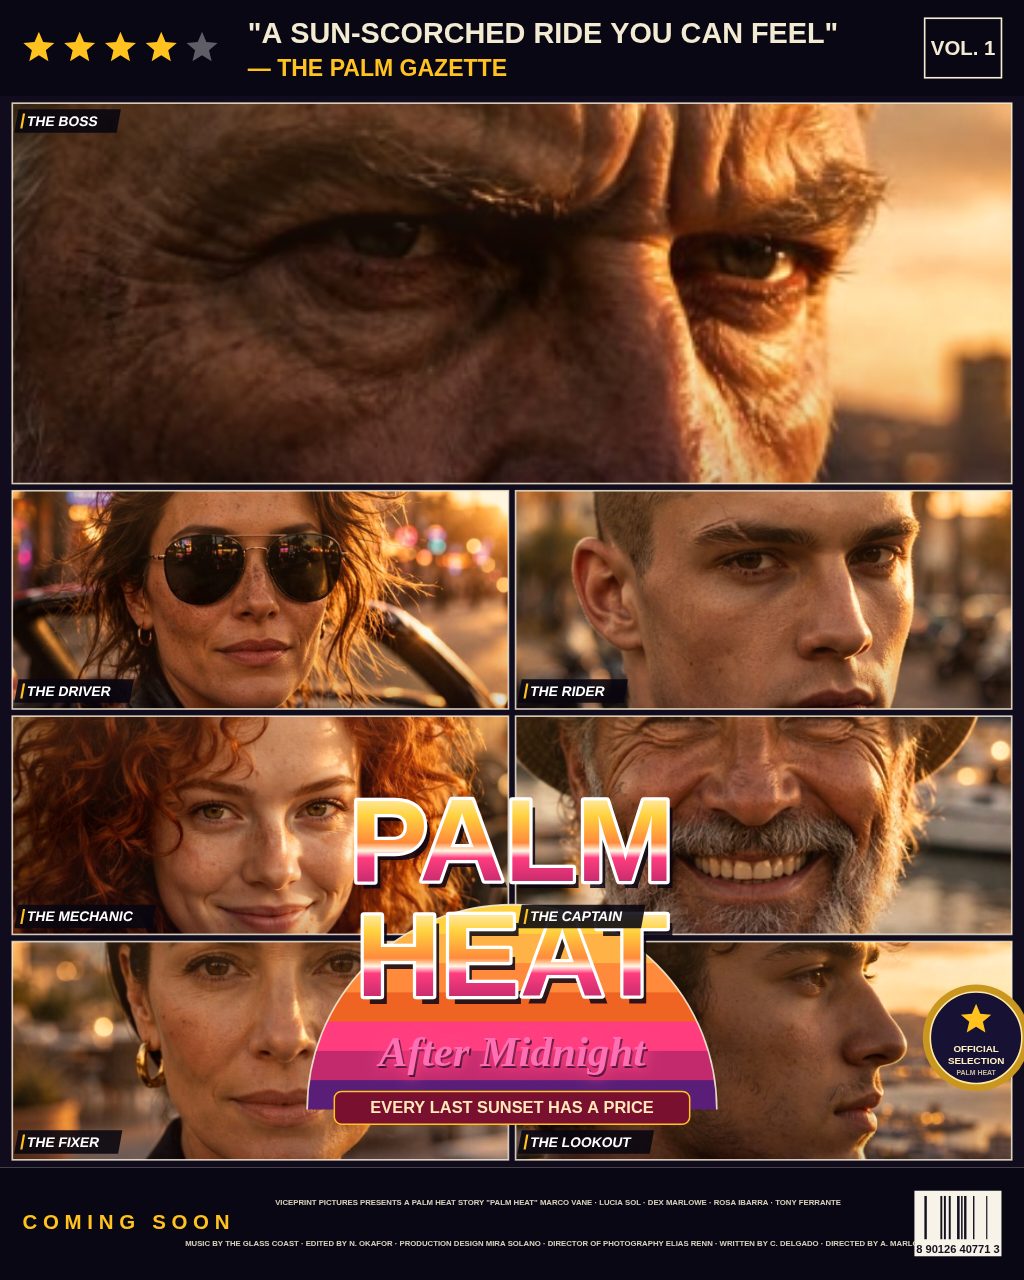 "A SUN-SCORCHED RIDE YOU CAN FEEL"
— THE PALM GAZETTE
VOL. 1
THE BOSS
THE DRIVER
THE RIDER
THE MECHANIC
THE CAPTAIN
PALM
HEAT
After Midnight
EVERY LAST SUNSET HAS A PRICE
THE FIXER
THE LOOKOUT
OFFICIAL
SELECTION
PALM HEAT
COMING SOON
VICEPRINT PICTURES PRESENTS A PALM HEAT STORY "PALM HEAT" MARCO VANE · LUCIA SOL · DEX MARLOWE · ROSA IBARRA · TONY FERRANTE
MUSIC BY THE GLASS COAST · EDITED BY N. OKAFOR · PRODUCTION DESIGN MIRA SOLANO · DIRECTOR OF PHOTOGRAPHY ELIAS RENN · WRITTEN BY C. DELGADO · DIRECTED BY A.
8 90126 40771 3